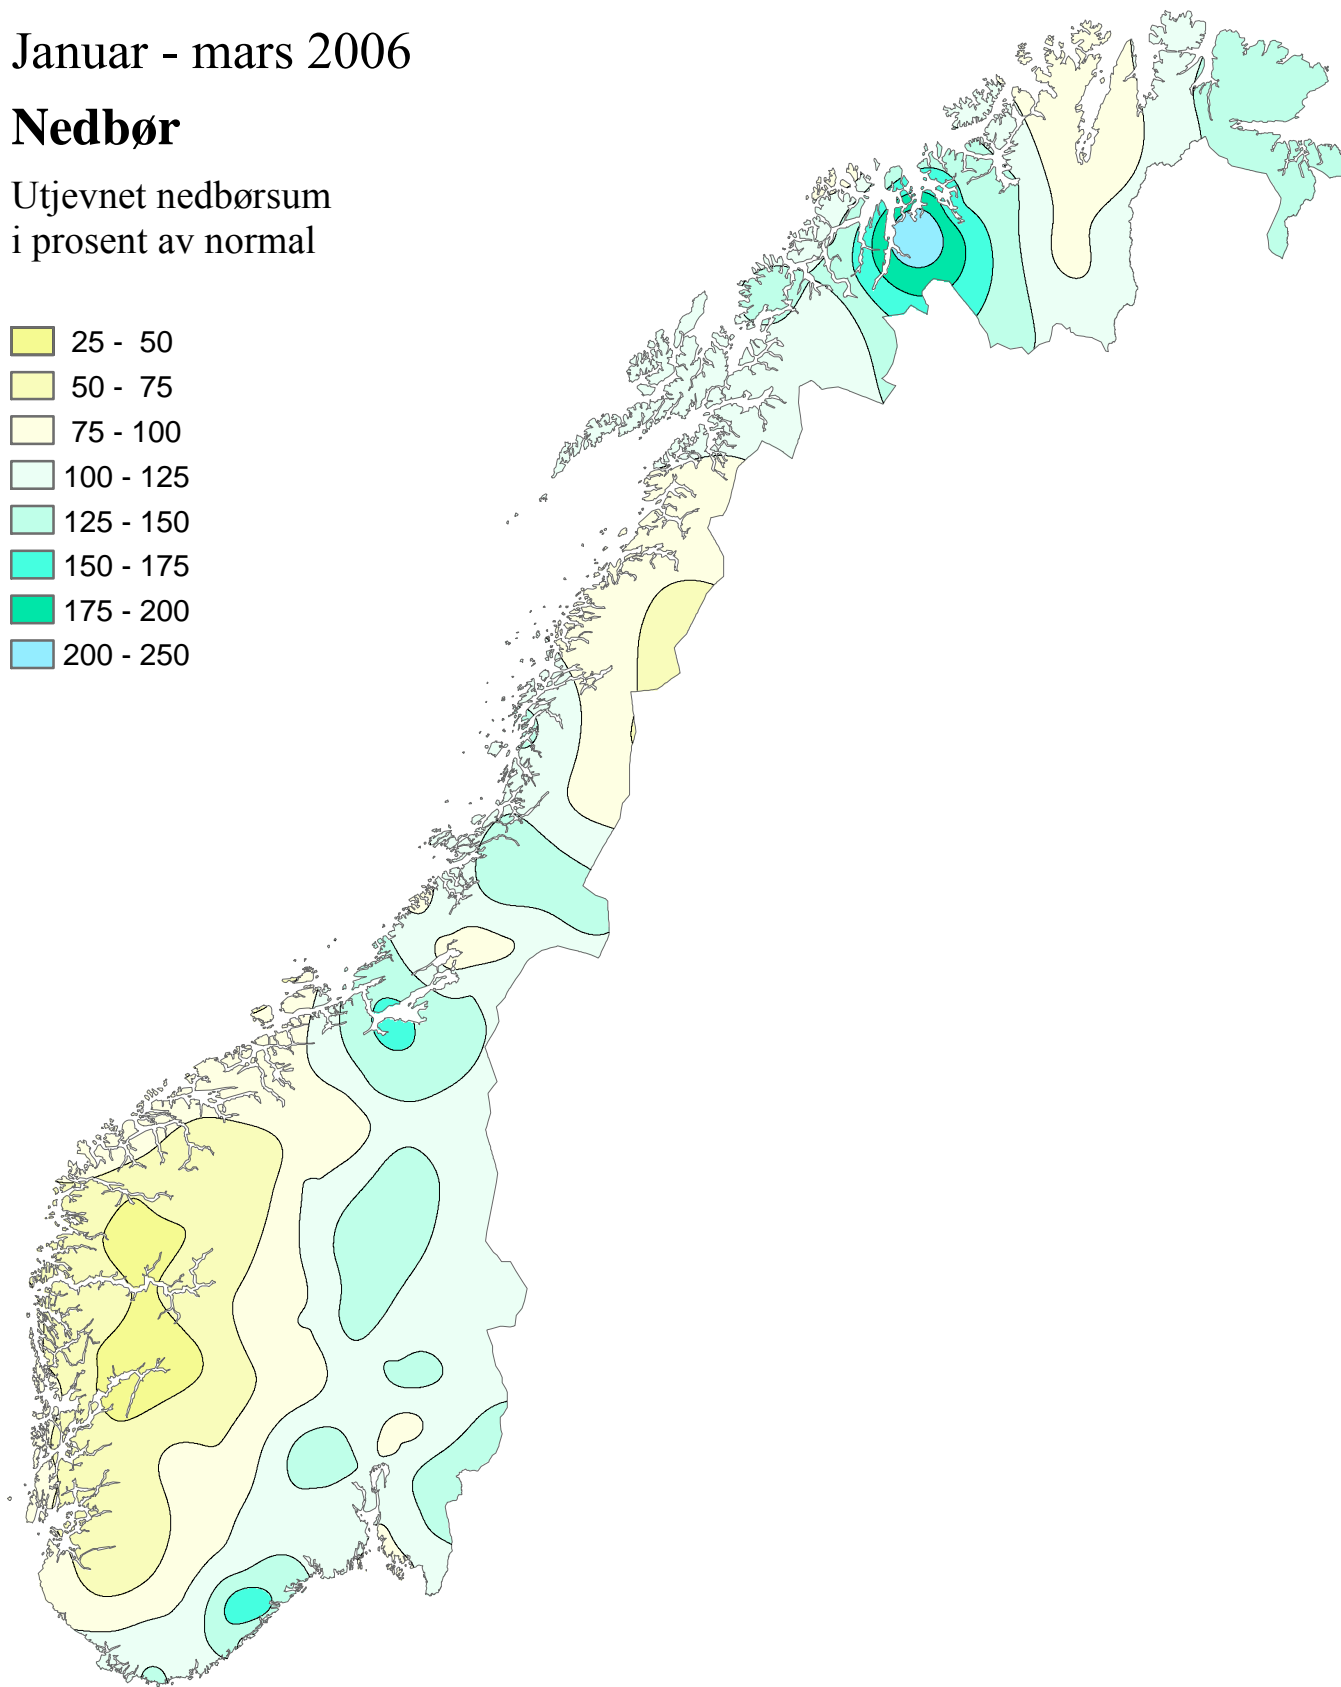 Januar - mars 2006
Nedbør
Utjevnet nedbørsum
i prosent av normal
25 - 50
50 - 75
75 - 100
100 - 125
125 - 150
150 - 175
175 - 200
200 - 250